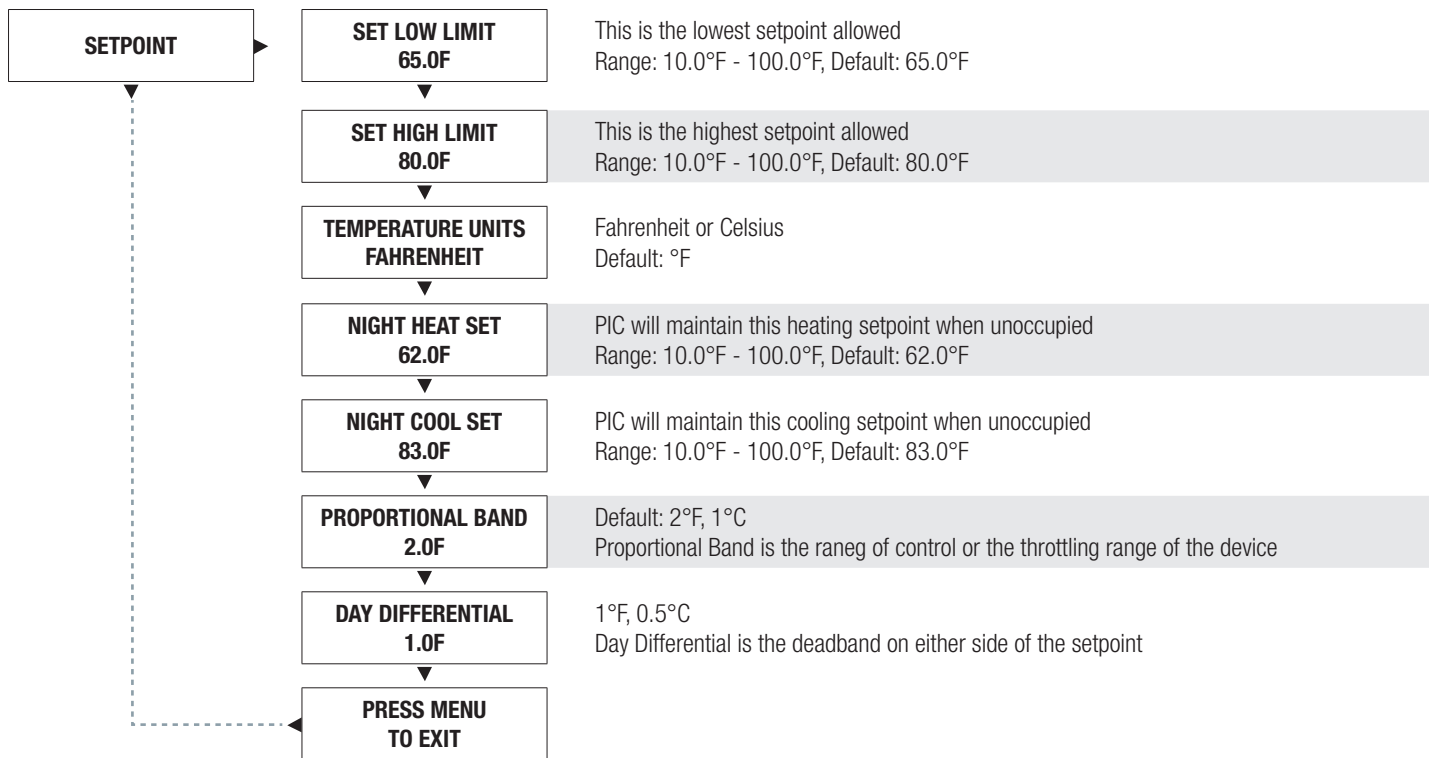 SETPOINT
SET LOW LIMIT
65.0F
This is the lowest setpoint allowed
Range: 10.0°F - 100.0°F, Default: 65.0°F
SET HIGH LIMIT
80.0F
This is the highest setpoint allowed
Range: 10.0°F - 100.0°F, Default: 80.0°F
TEMPERATURE UNITS
FAHRENHEIT
Fahrenheit or Celsius
Default: °F
NIGHT HEAT SET
62.0F
PIC will maintain this heating setpoint when unoccupied
Range: 10.0°F - 100.0°F, Default: 62.0°F
NIGHT COOL SET
83.0F
PIC will maintain this cooling setpoint when unoccupied
Range: 10.0°F - 100.0°F, Default: 83.0°F
PROPORTIONAL BAND
2.0F
Default: 2°F, 1°C
Proportional Band is the raneg of control or the throttling range of the device
DAY DIFFERENTIAL
1.0F
1°F, 0.5°C
Day Differential is the deadband on either side of the setpoint
PRESS MENU
TO EXIT